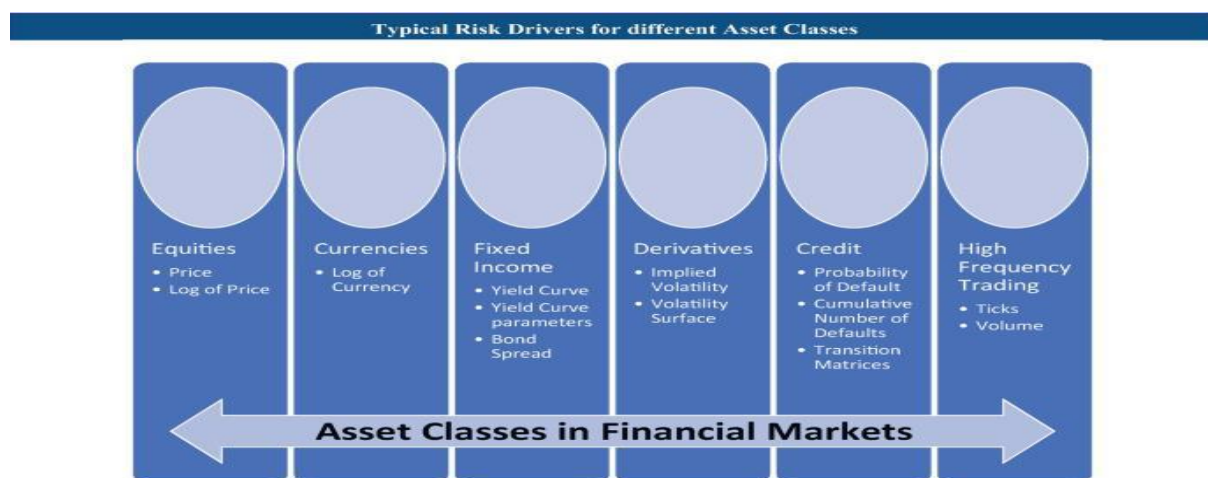 Typical Risk Drivers for different Asset Classes
Equities
• Price
• Log of Price
Currencies
• Log of
Currency
Fixed
Income
• Yield Curve
• Yield Curve
parameters
• Bond
Spread
Derivatives
• Implied
Volatility
• Volatility
Surface
Credit
• Probability
of Default
• Cumulative
Number of
Defaults
• Transition
Matrices
High
Frequency
Trading
• Ticks
• Volume
Asset Classes in Financial Markets